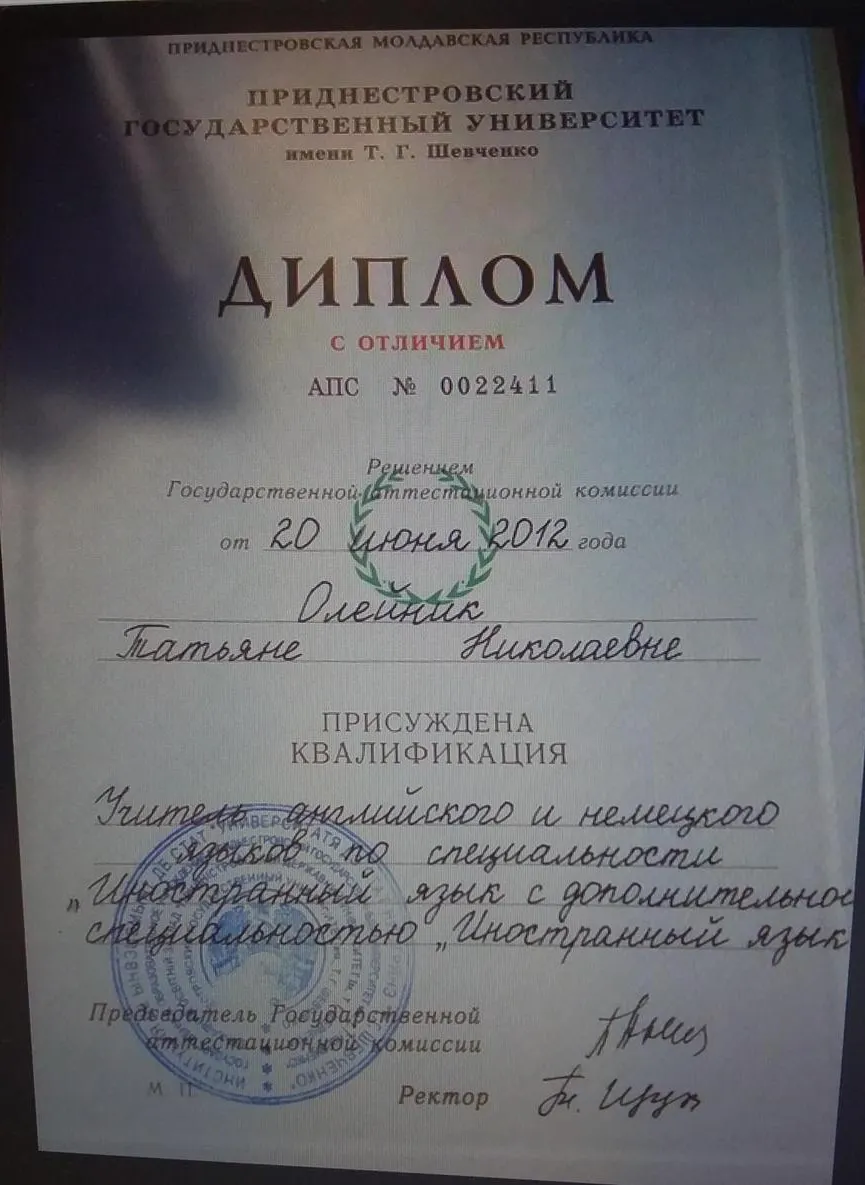 ПРИДНЕСТРОВСКАЯ МОЛДАВСКАЯ РЕСПУБЛИКА
ПРИДНЕСТРОВСКИЙ
ГОСУДАРСТВЕННЫЙ УНИВЕРСИТЕТ
имени Т. Г. Шевченко
ДИПЛОМ
С ОТЛИЧИЕМ
АПС № 0022411
Решением
Государственной аттестационной комиссии
от 20 июня 2012 года
Олейник
Татьяне Николаевне
ПРИСУЖДЕНА
КВАЛИФИКАЦИЯ
Учитель английского и немецкого
языков по специальности
„Иностранный язык с дополнительно
специальностью „Иностранный язык
Председатель Государственной
аттестационной комиссии
М П.
Ректор